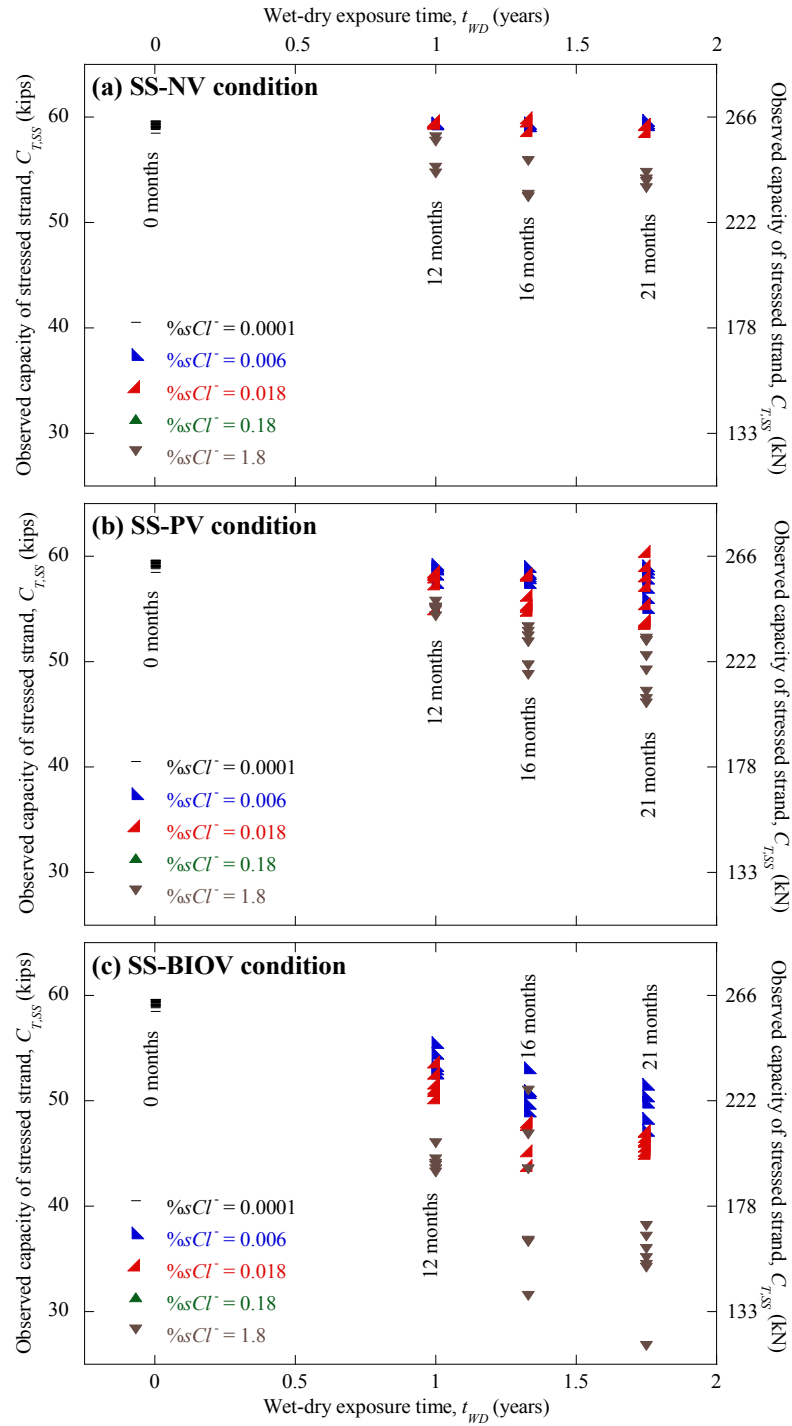 Wet-dry exposure time, t_WD (years)
0 0.5 1 1.5 2
(a) SS-NV condition
Observed capacity of stressed strand, C_T,SS (kips)
60
50
40
30
0 months
12 months
16 months
21 months
%sCl⁻ = 0.0001
%sCl⁻ = 0.006
%sCl⁻ = 0.018
%sCl⁻ = 0.18
%sCl⁻ = 1.8
266
222
178
133
Observed capacity of stressed strand, C_T,SS (kN)
(b) SS-PV condition
Observed capacity of stressed strand, C_T,SS (kips)
60
50
40
30
0 months
12 months
16 months
21 months
%sCl⁻ = 0.0001
%sCl⁻ = 0.006
%sCl⁻ = 0.018
%sCl⁻ = 0.18
%sCl⁻ = 1.8
266
222
178
133
Observed capacity of stressed strand, C_T,SS (kN)
(c) SS-BIOV condition
Observed capacity of stressed strand, C_T,SS (kips)
60
50
40
30
0 months
12 months
16 months
21 months
%sCl⁻ = 0.0001
%sCl⁻ = 0.006
%sCl⁻ = 0.018
%sCl⁻ = 0.18
%sCl⁻ = 1.8
266
222
178
133
Observed capacity of stressed strand, C_T,SS (kN)
0 0.5 1 1.5 2
Wet-dry exposure time, t_WD (years)